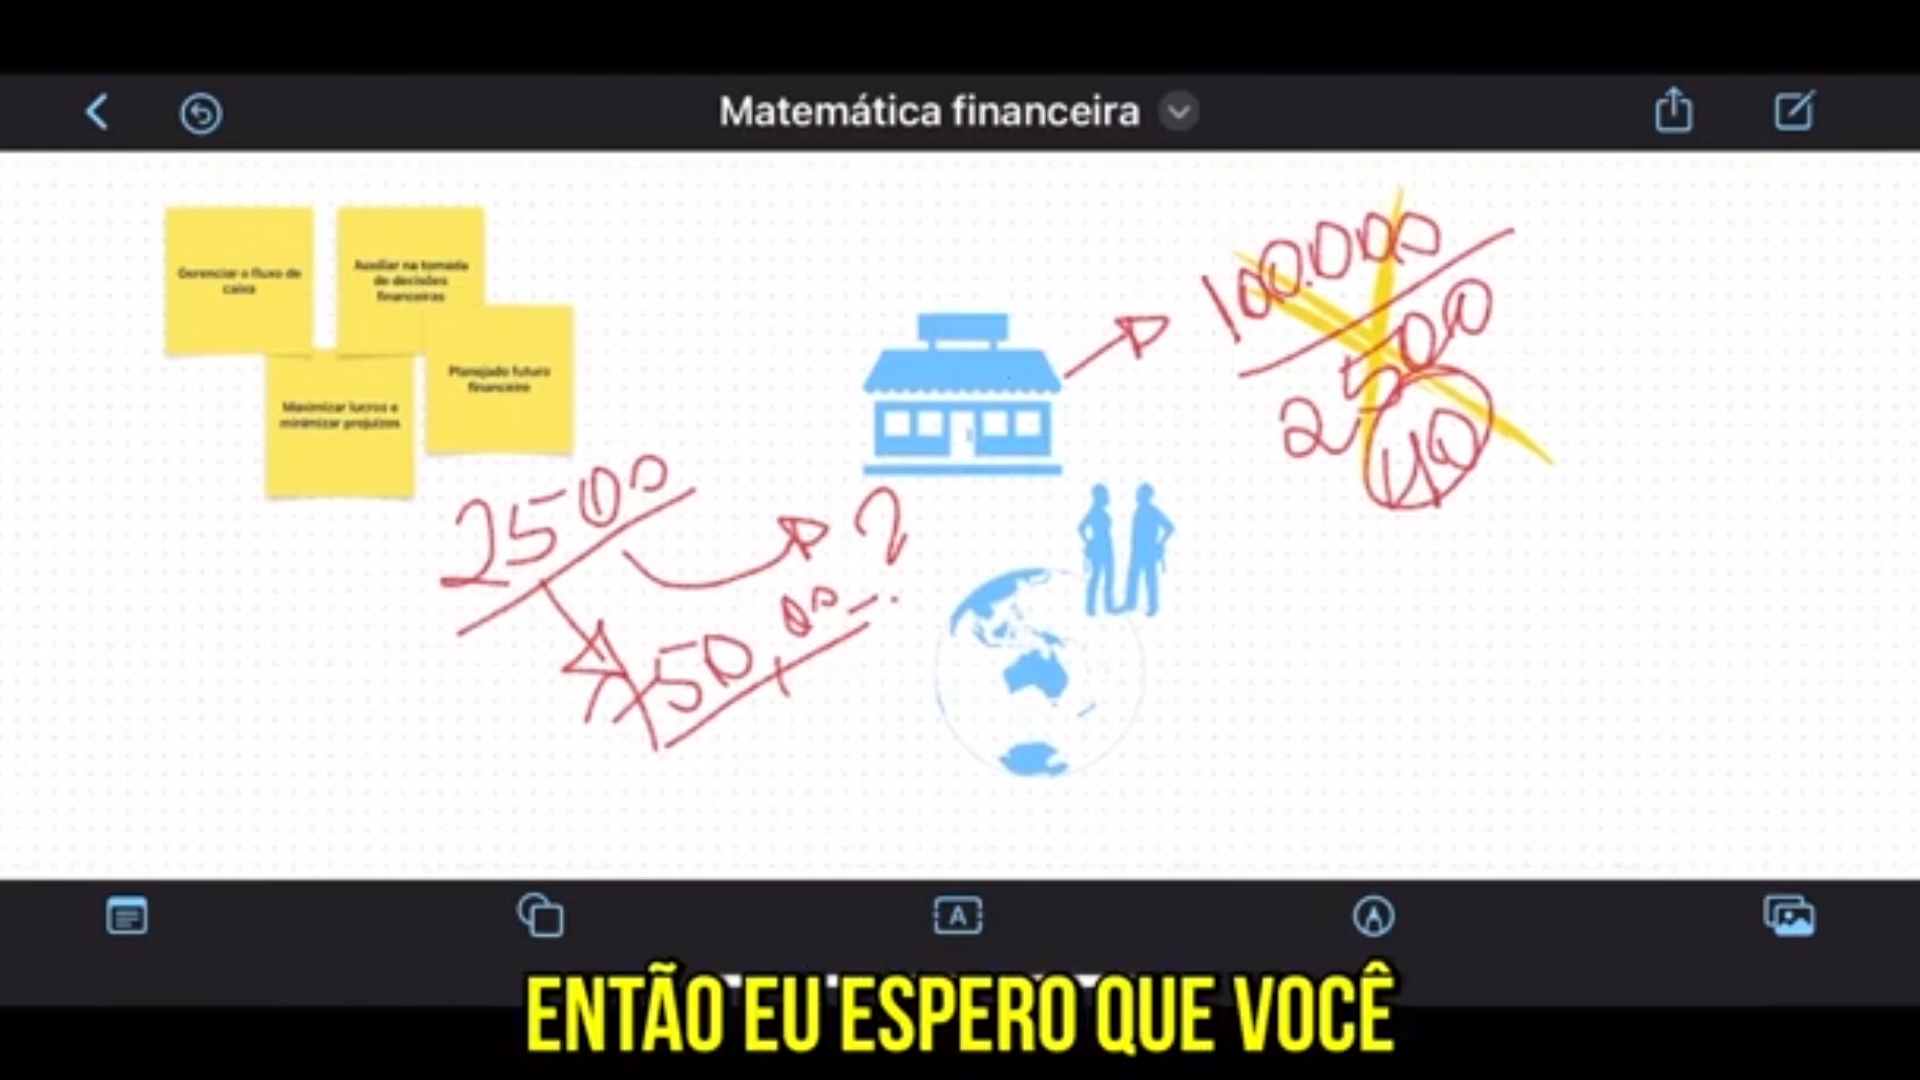 Matemática financeira
Gerenciar o fluxo de
caixa
Auxiliar na tomada
de decisões
financeiras
Planejado futuro
financeiro
Maximizar lucros e
minimizar prejuízos
100.000
2500
40
2500
?
750,00
A
ENTÃO EU ESPERO QUE VOCÊ